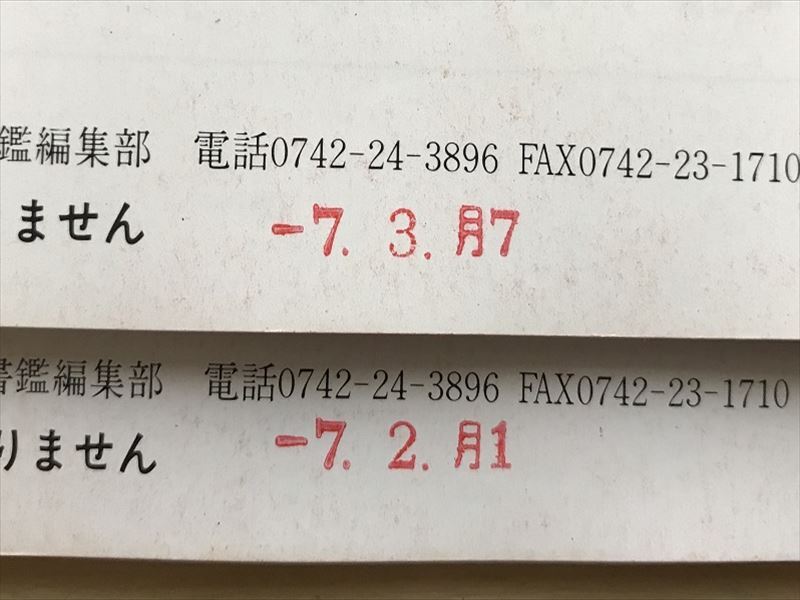 鑑編集部 電話0742-24-3896 FAX0742-23-1710
ません -7. 3. 月7
書鑑編集部 電話0742-24-3896 FAX0742-23-1710
りません -7. 2. 月1